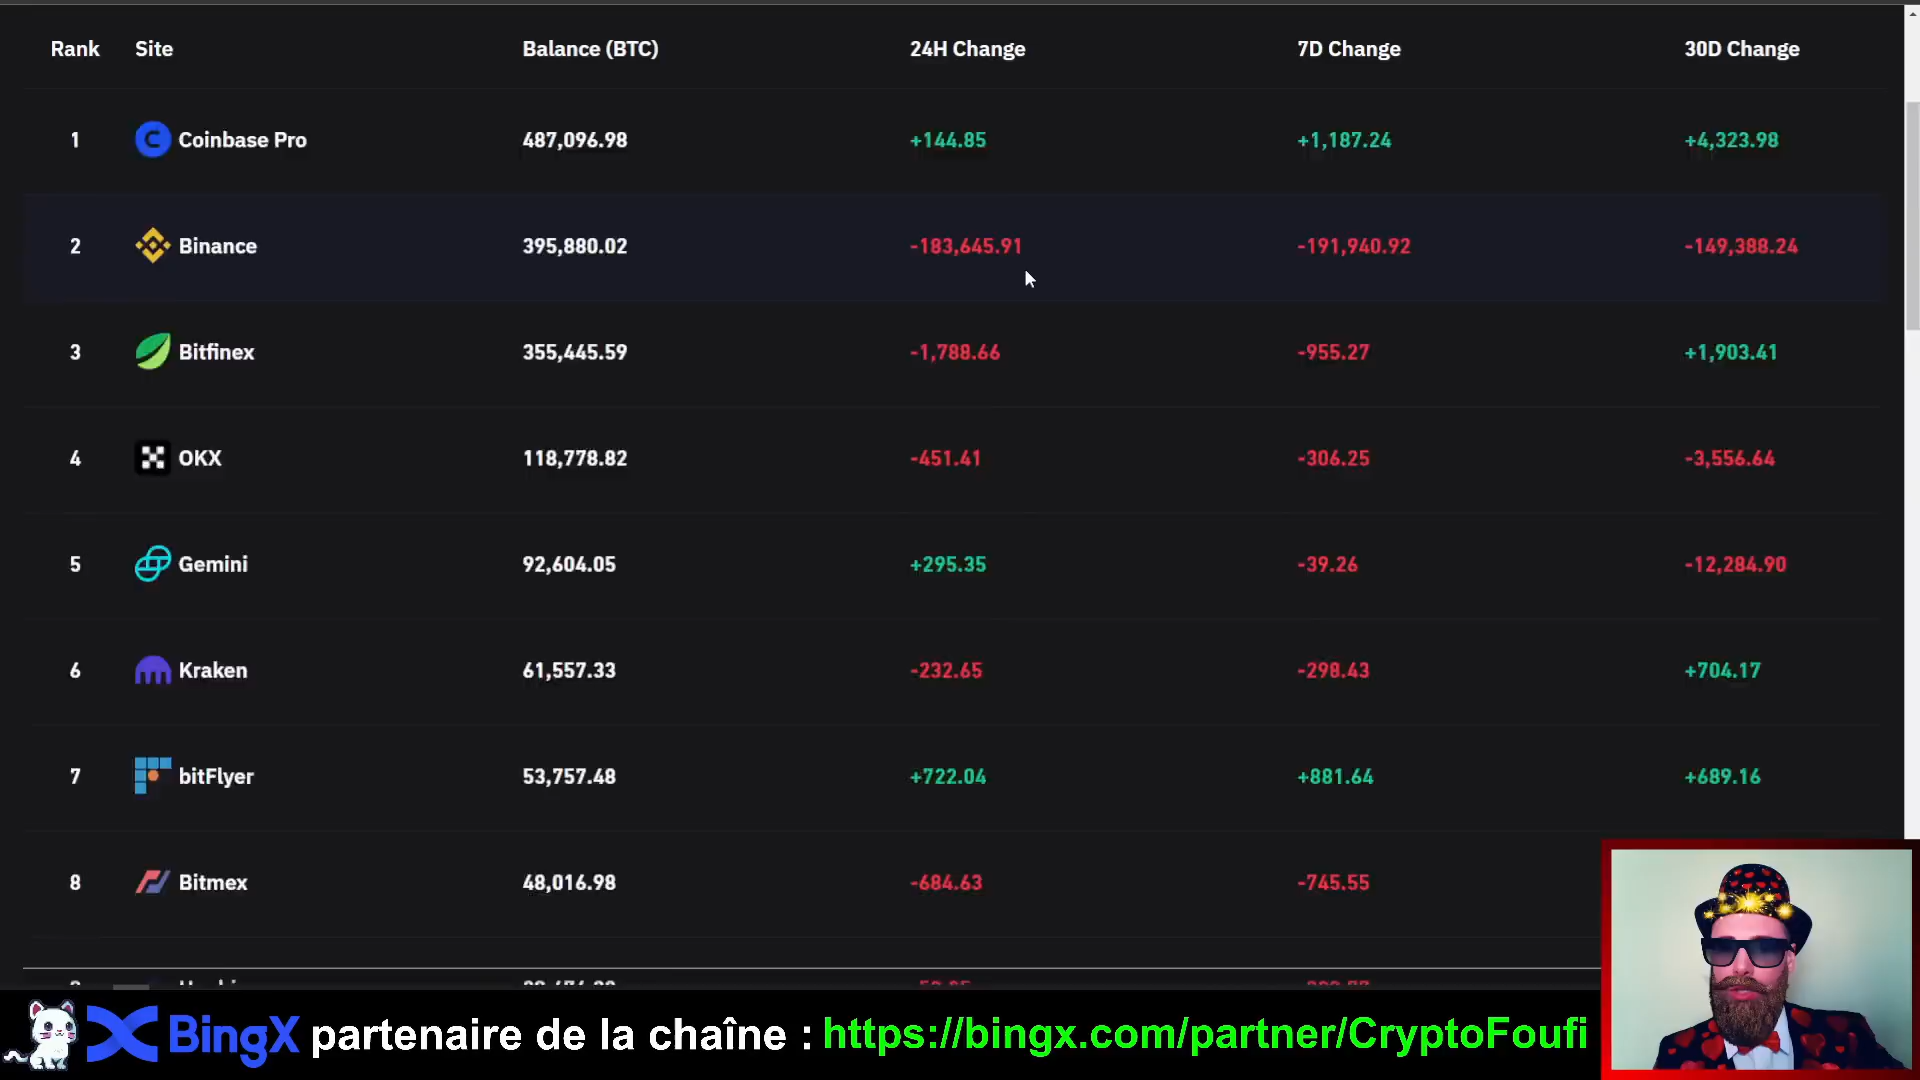 Rank Site Balance (BTC) 24H Change 7D Change 30D Change
1 Coinbase Pro 487,096.98 +144.85 +1,187.24 +4,323.98
2 Binance 395,880.02 -183,645.91 -191,940.92 -149,388.24
3 Bitfinex 355,445.59 -1,788.66 -955.27 +1,903.41
4 OKX 118,778.82 -451.41 -306.25 -3,556.64
5 Gemini 92,604.05 +295.35 -39.26 -12,284.90
6 Kraken 61,557.33 -232.65 -298.43 +704.17
7 bitFlyer 53,757.48 +722.04 +881.64 +689.16
8 Bitmex 48,016.98 -684.63 -745.55
BingX partenaire de la chaîne : https://bingx.com/partner/CryptoFoufi